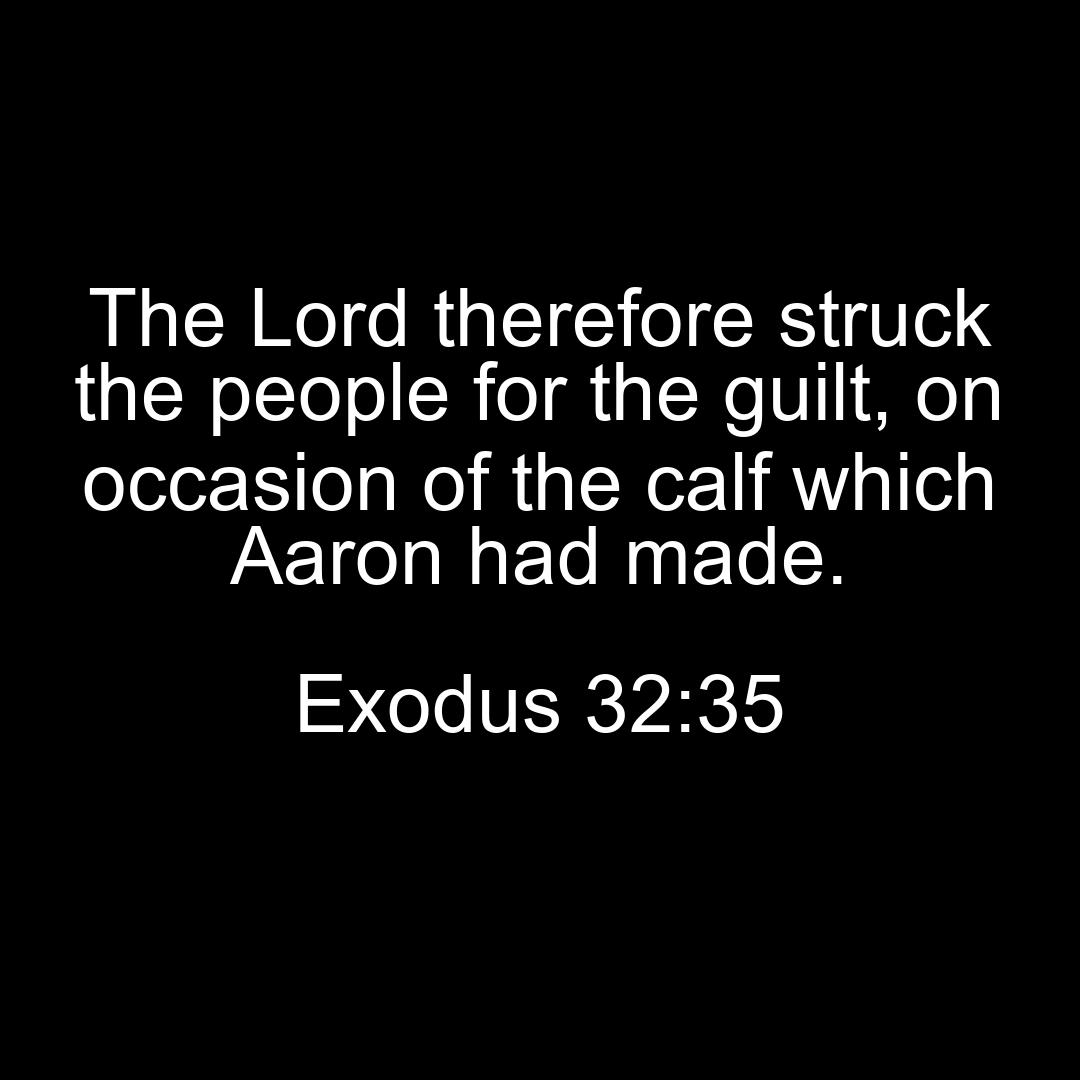 The Lord therefore struck
the people for the guilt, on
occasion of the calf which
Aaron had made.
Exodus 32:35